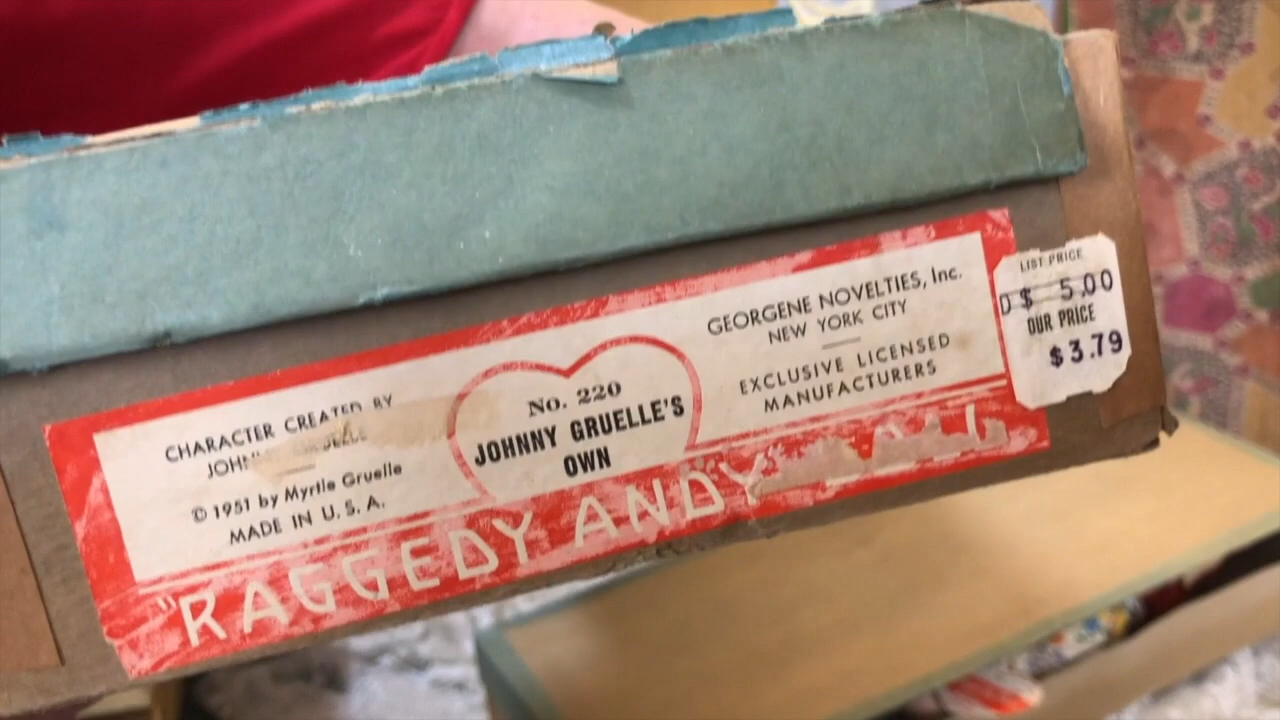 CHARACTER CREATED BY
© 1951 by Myrtle Gruelle
MADE IN U. S. A.
No. 220
JOHNNY GRUELLE'S
OWN
GEORGENE NOVELTIES, Inc.
NEW YORK CITY
EXCLUSIVE LICENSED
MANUFACTURERS
"RAGGEDY ANDY"
LIST PRICE
$ 5.00
OUR PRICE
$3.79